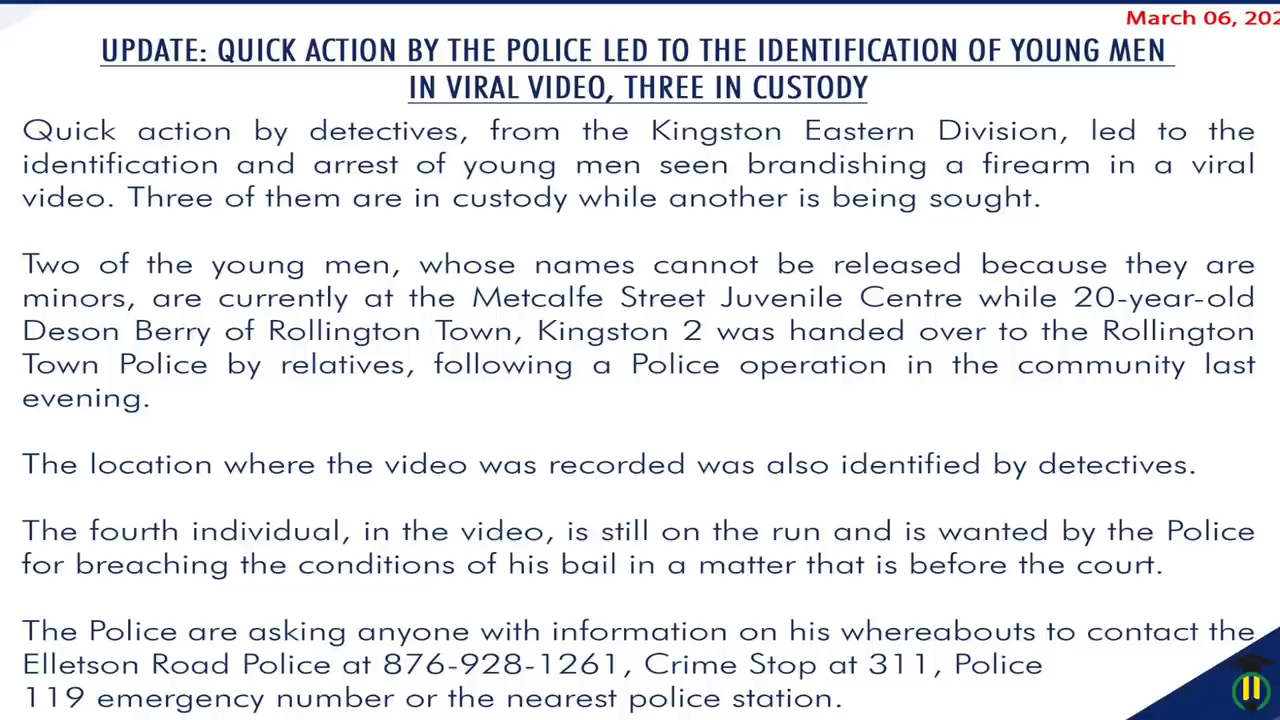 March 06, 202
UPDATE: QUICK ACTION BY THE POLICE LED TO THE IDENTIFICATION OF YOUNG MEN
IN VIRAL VIDEO, THREE IN CUSTODY
Quick action by detectives, from the Kingston Eastern Division, led to the
identification and arrest of young men seen brandishing a firearm in a viral
video. Three of them are in custody while another is being sought.
Two of the young men, whose names cannot be released because they are
minors, are currently at the Metcalfe Street Juvenile Centre while 20-year-old
Deson Berry of Rollington Town, Kingston 2 was handed over to the Rollington
Town Police by relatives, following a Police operation in the community last
evening.
The location where the video was recorded was also identified by detectives.
The fourth individual, in the video, is still on the run and is wanted by the Police
for breaching the conditions of his bail in a matter that is before the court.
The Police are asking anyone with information on his whereabouts to contact the
Elletson Road Police at 876-928-1261, Crime Stop at 311, Police
119 emergency number or the nearest police station.